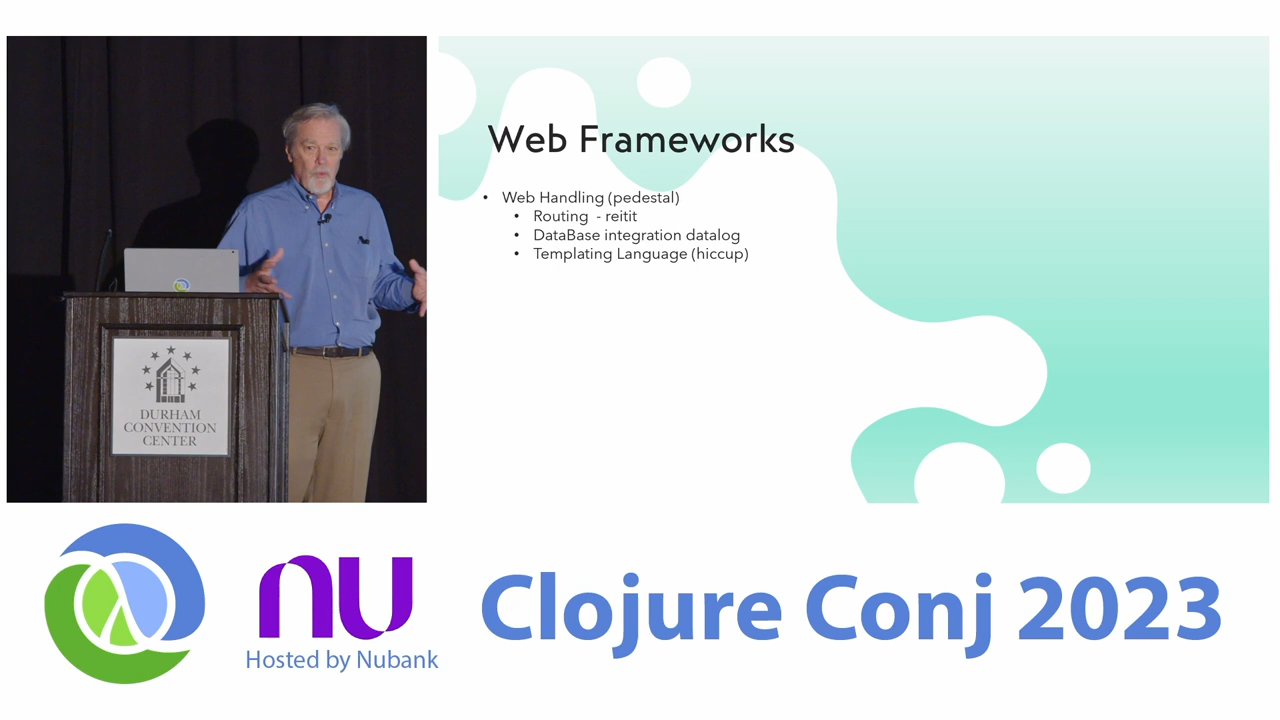 Web Frameworks
• Web Handling (pedestal)
• Routing - reitit
• DataBase integration datalog
• Templating Language (hiccup)
DURHAM
CONVENTION
CENTER
nu
Hosted by Nubank
Clojure Conj 2023